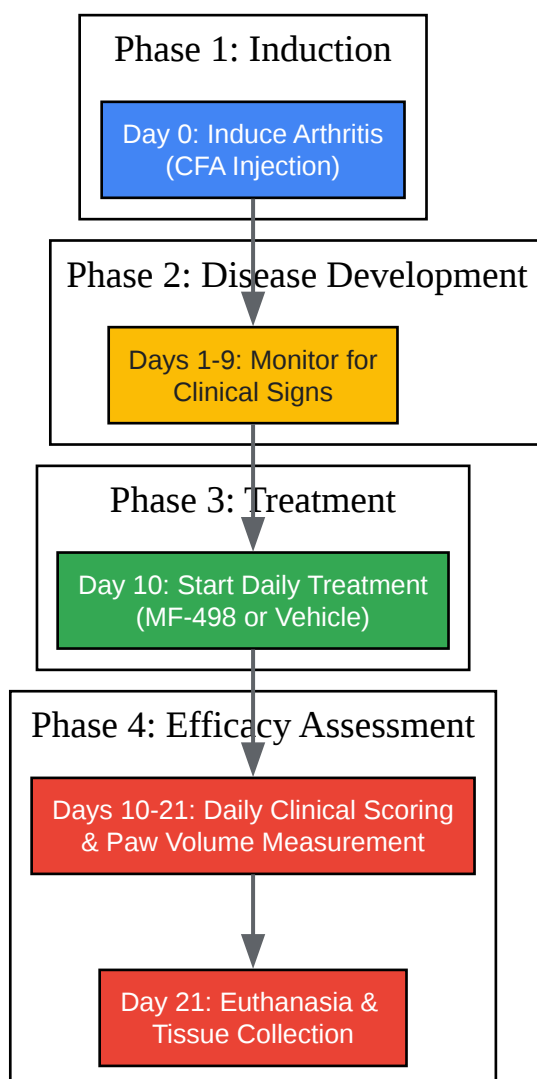 Phase 1: Induction
Day 0: Induce Arthritis
(CFA Injection)
Phase 2: Disease Development
Days 1-9: Monitor for
Clinical Signs
Phase 3: Treatment
Day 10: Start Daily Treatment
(MF-498 or Vehicle)
Phase 4: Efficacy Assessment
Days 10-21: Daily Clinical Scoring
& Paw Volume Measurement
Day 21: Euthanasia &
Tissue Collection